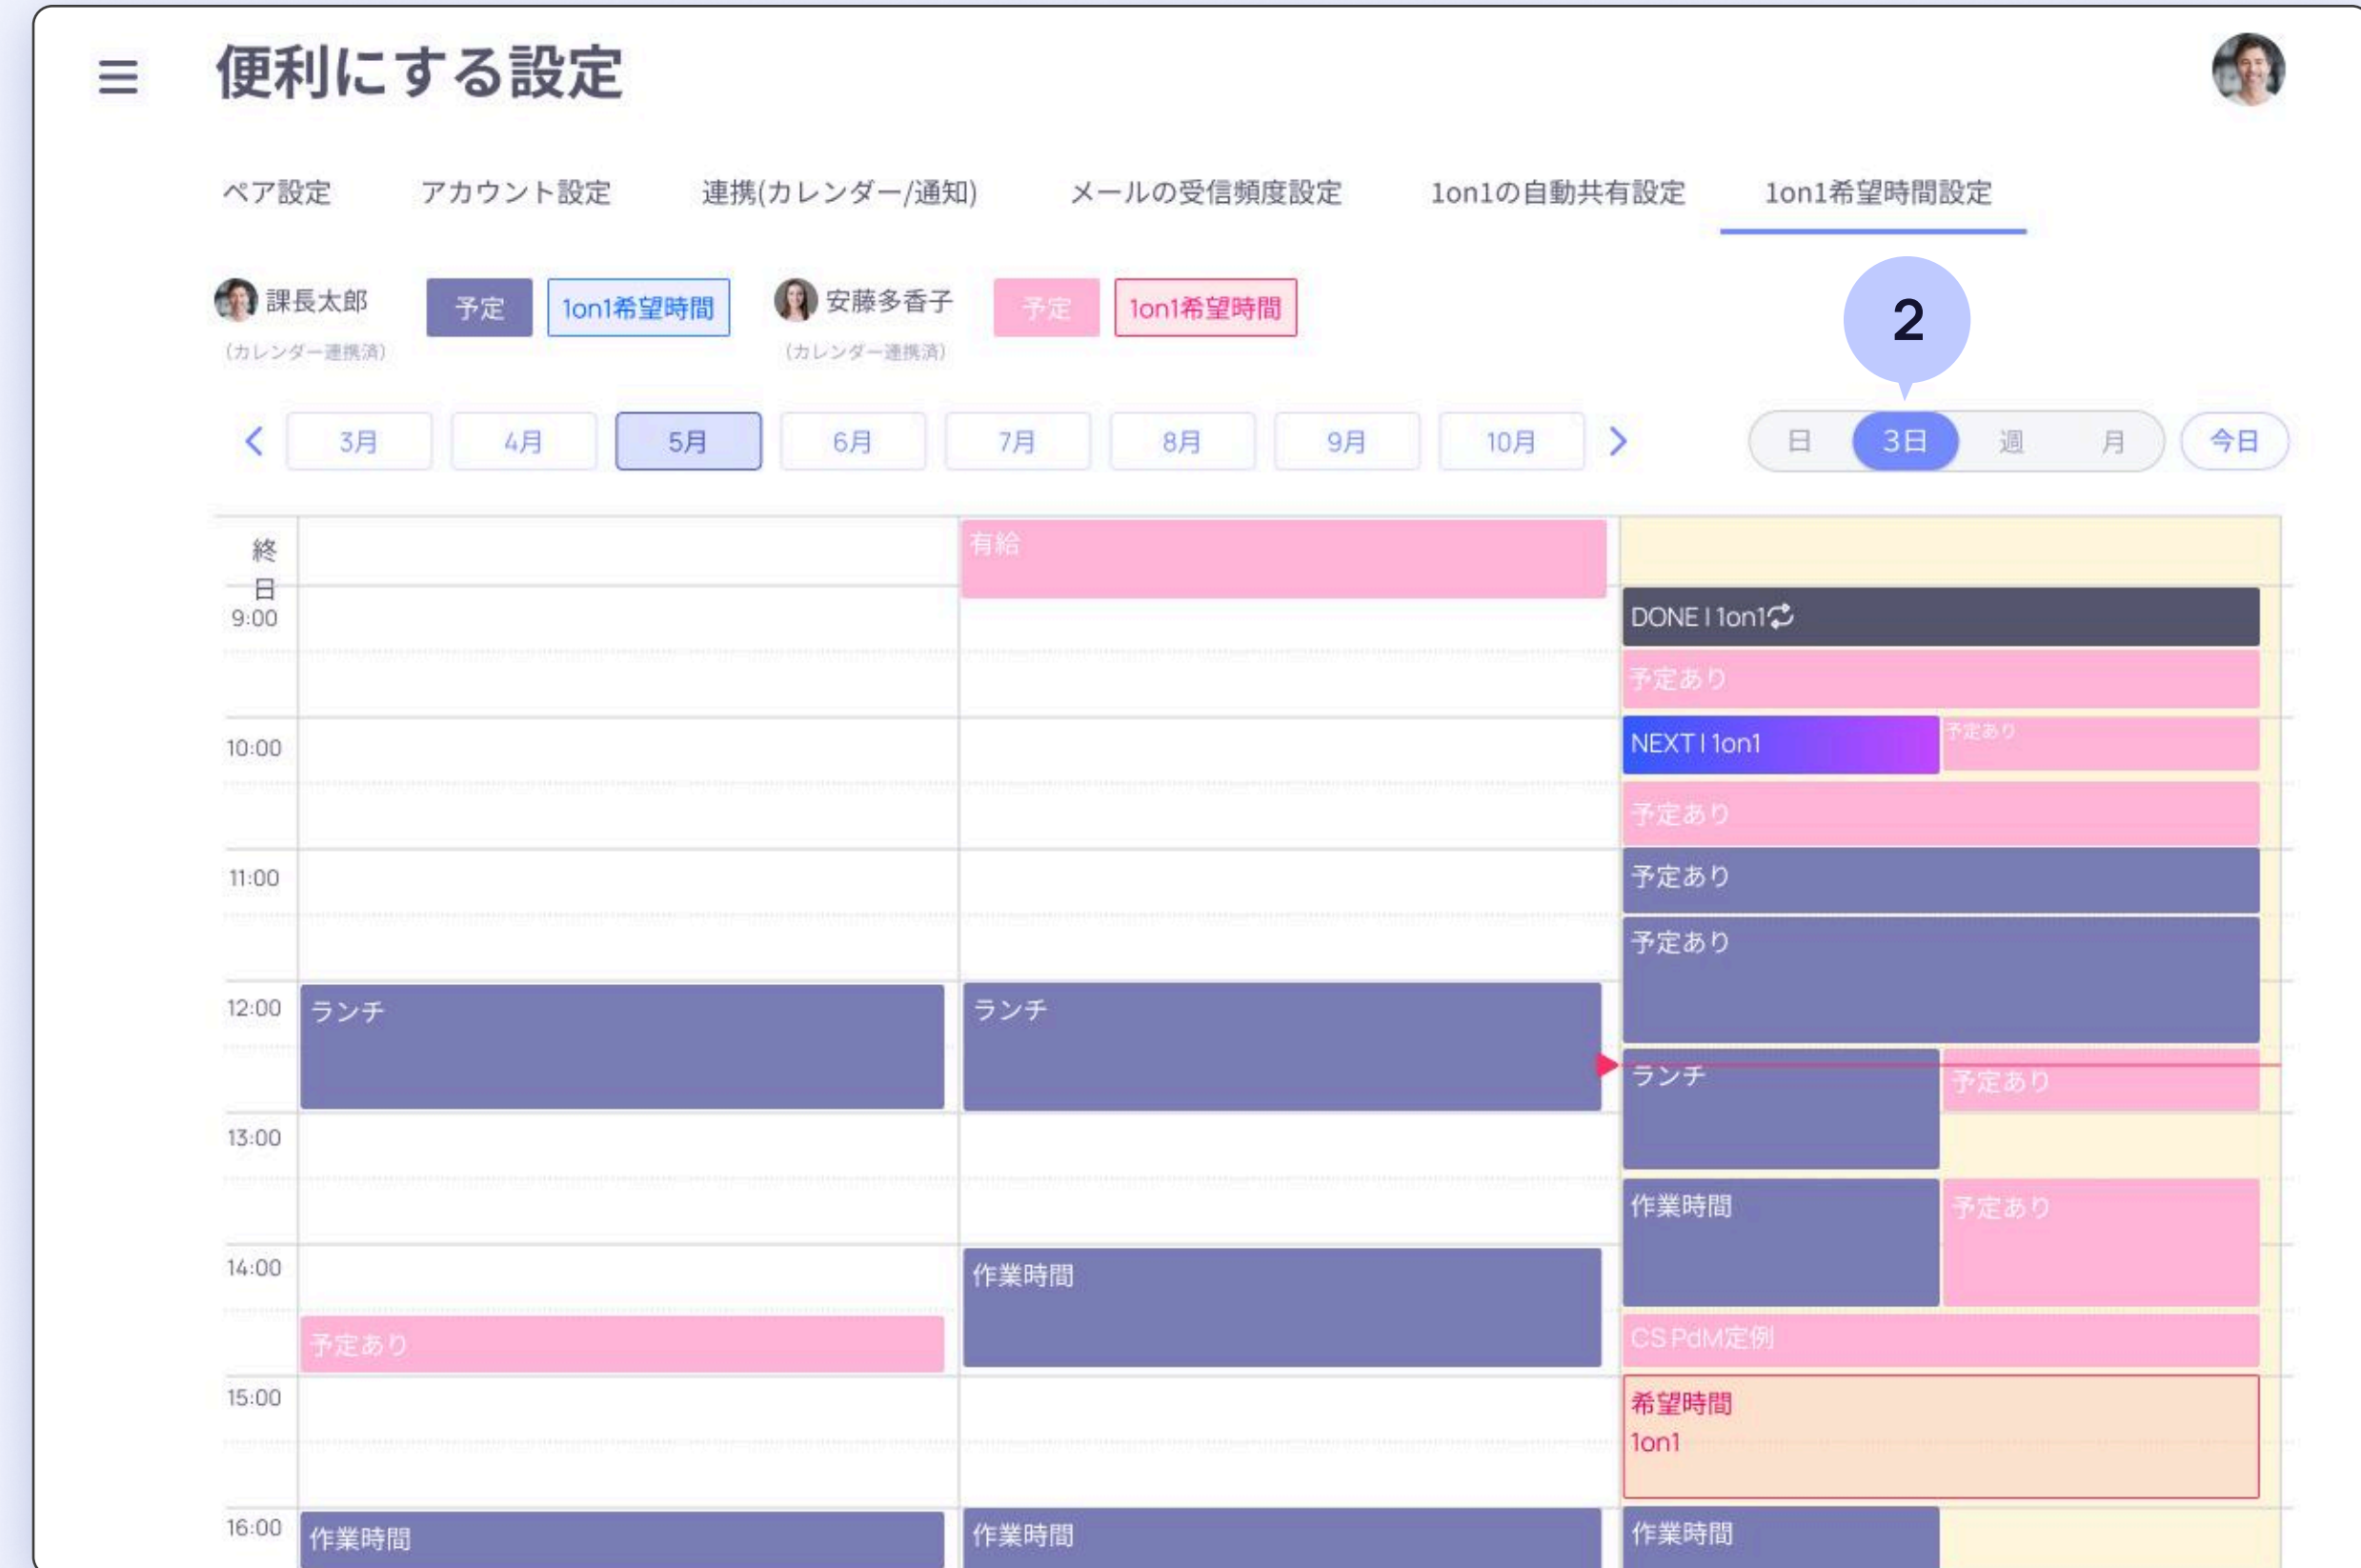 便利にする設定
ペア設定 アカウント設定 連携(カレンダー/通知) メールの受信頻度設定 1on1の自動共有設定 1on1希望時間設定
課長太郎 予定 1on1希望時間 安藤多香子 予定 1on1希望時間
(カレンダー連携済) (カレンダー連携済)
2
3月 4月 5月 6月 7月 8月 9月 10月 日 3日 週 月 今日
終
日
有給
9:00
DONE | 1on1
予定あり
10:00
NEXT | 1on1 予定あり
予定あり
11:00
予定あり
予定あり
12:00 ランチ ランチ
ランチ 予定あり
13:00
作業時間 予定あり
14:00 作業時間
予定あり CS PdM定例
15:00 希望時間
1on1
16:00 作業時間 作業時間 作業時間